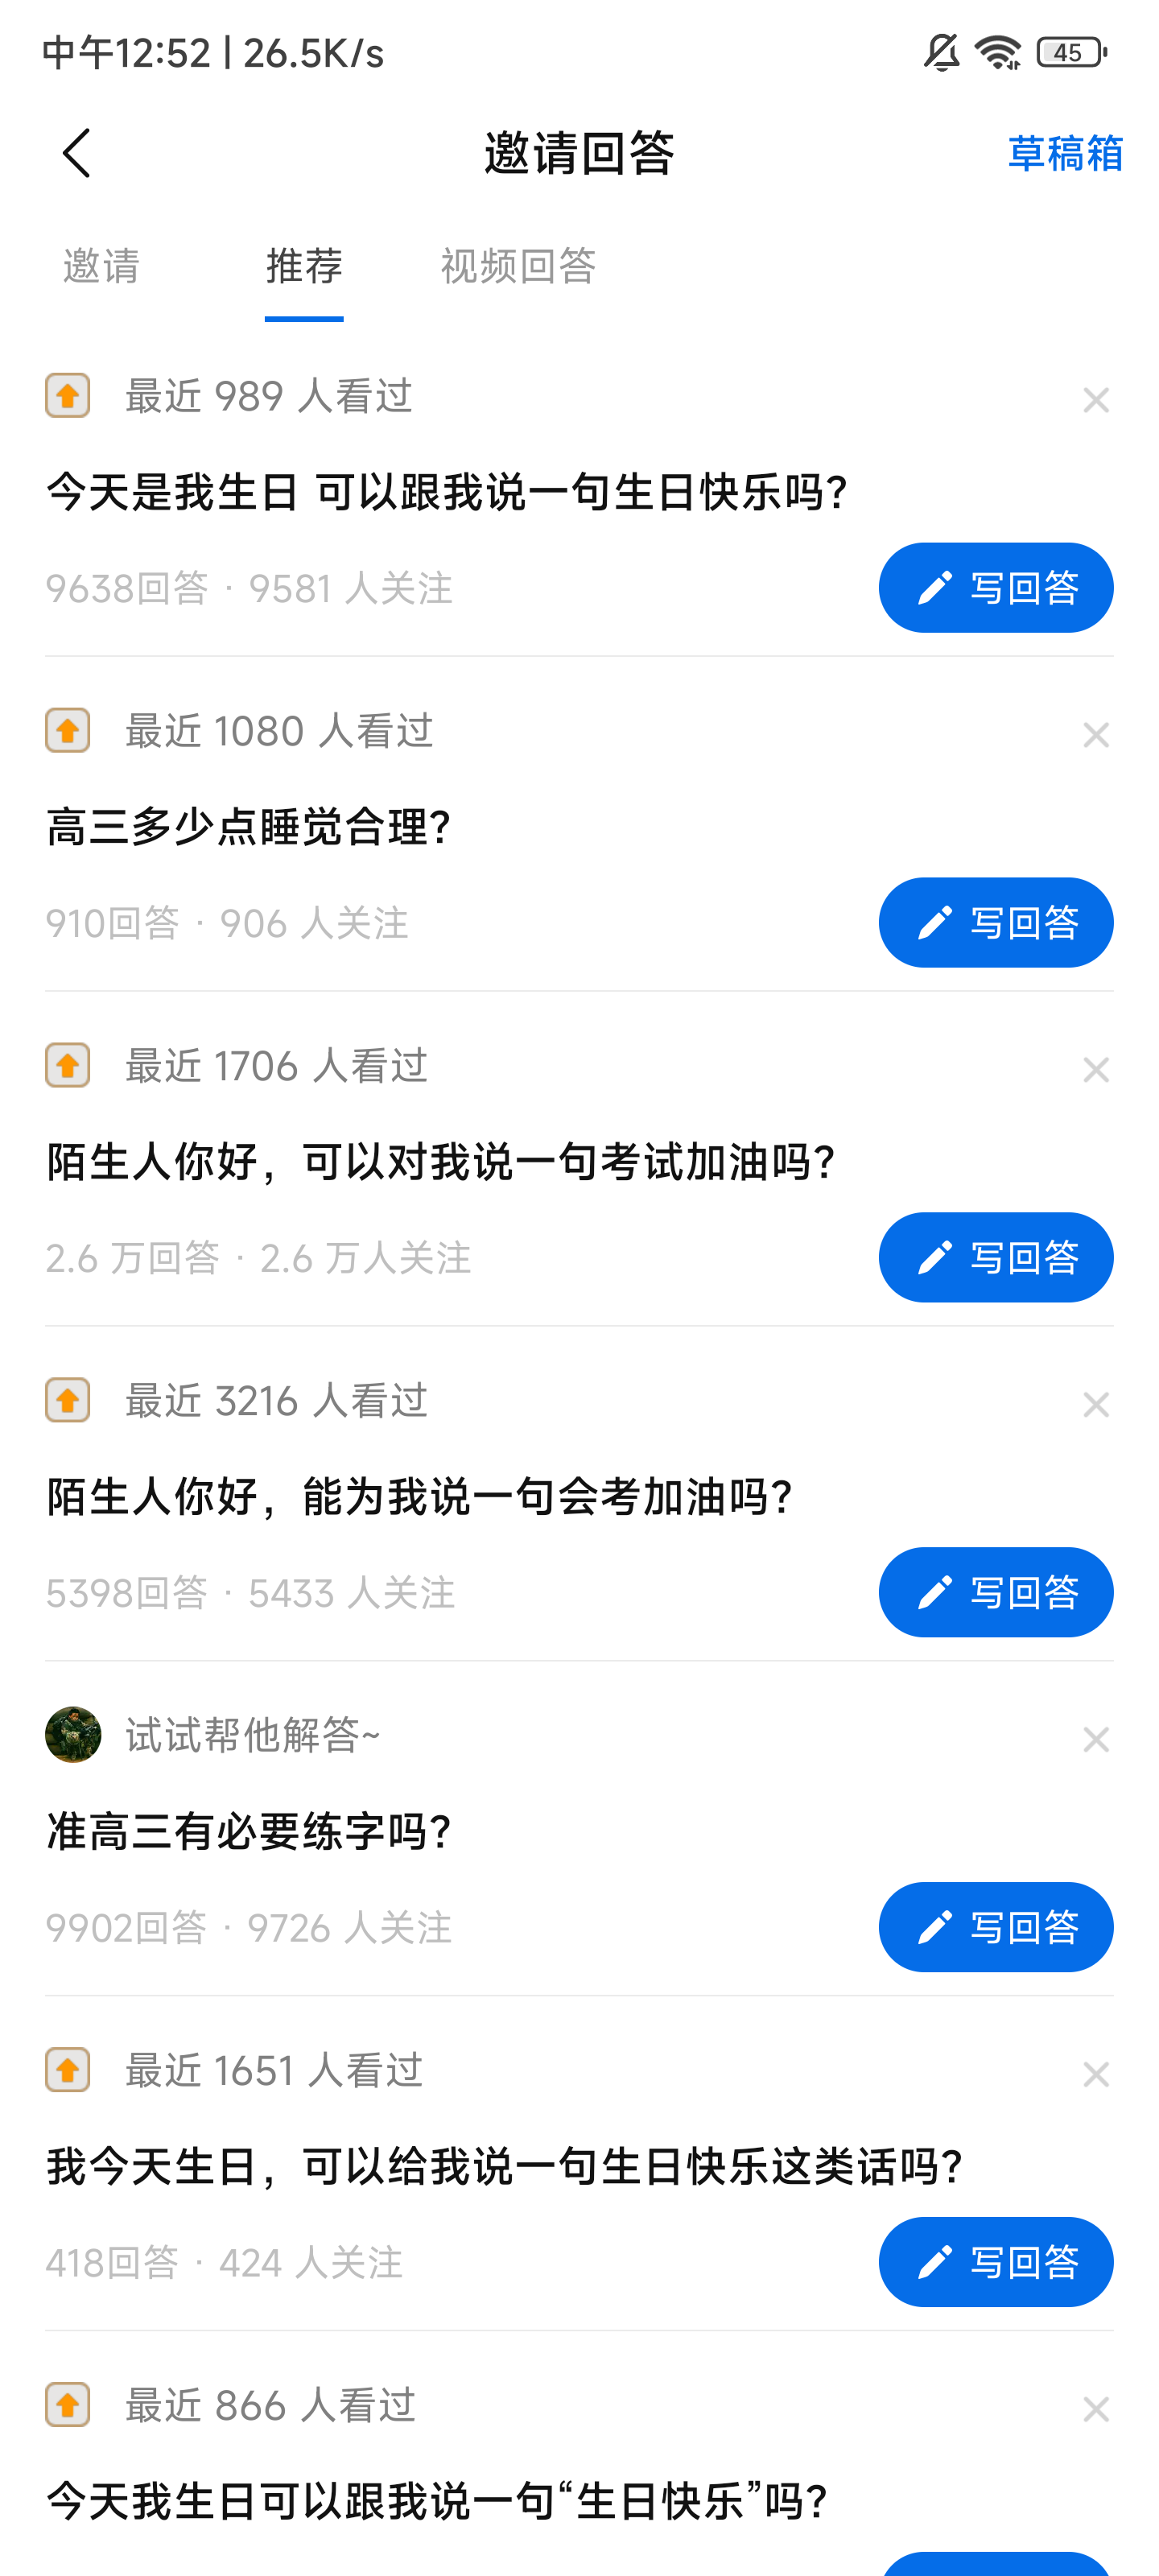 中午12:52 | 26.5K/s
45
邀请回答
草稿箱
邀请 推荐 视频回答
最近 989 人看过
今天是我生日 可以跟我说一句生日快乐吗?
9638回答 · 9581 人关注
写回答
最近 1080 人看过
高三多少点睡觉合理?
910回答 · 906 人关注
写回答
最近 1706 人看过
陌生人你好，可以对我说一句考试加油吗?
2.6 万回答 · 2.6 万人关注
写回答
最近 3216 人看过
陌生人你好，能为我说一句会考加油吗?
5398回答 · 5433 人关注
写回答
试试帮他解答~
准高三有必要练字吗?
9902回答 · 9726 人关注
写回答
最近 1651 人看过
我今天生日，可以给我说一句生日快乐这类话吗?
418回答 · 424 人关注
写回答
最近 866 人看过
今天我生日可以跟我说一句“生日快乐”吗?